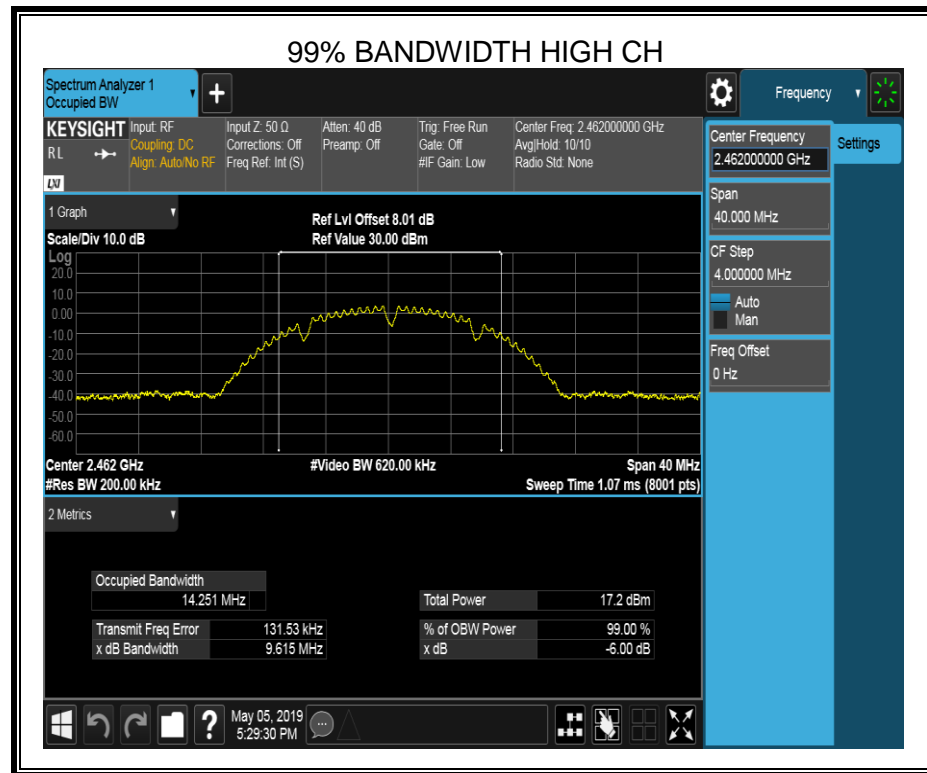 99% BANDWIDTH HIGH CH
Spectrum Analyzer 1
Occupied BW
+
Frequency
KEYSIGHT
RL
LXI
Input: RF
Coupling: DC
Align: Auto/No RF
Input Z: 50 Ω
Corrections: Off
Freq Ref: Int (S)
Atten: 40 dB
Preamp: Off
Trig: Free Run
Gate: Off
#IF Gain: Low
Center Freq: 2.462000000 GHz
Avg|Hold: 10/10
Radio Std: None
Center Frequency
2.462000000 GHz
Settings
Span
40.000 MHz
CF Step
4.000000 MHz
Auto
Man
Freq Offset
0 Hz
1 Graph
Scale/Div 10.0 dB
Ref Lvl Offset 8.01 dB
Ref Value 30.00 dBm
Log
20.0
10.0
0.00
-10.0
-20.0
-30.0
-40.0
-50.0
-60.0
Center 2.462 GHz
#Video BW 620.00 kHz
Span 40 MHz
#Res BW 200.00 kHz
Sweep Time 1.07 ms (8001 pts)
2 Metrics
Occupied Bandwidth
14.251 MHz
Total Power 17.2 dBm
Transmit Freq Error 131.53 kHz
% of OBW Power 99.00 %
x dB Bandwidth 9.615 MHz
x dB -6.00 dB
?
May 05, 2019
5:29:30 PM